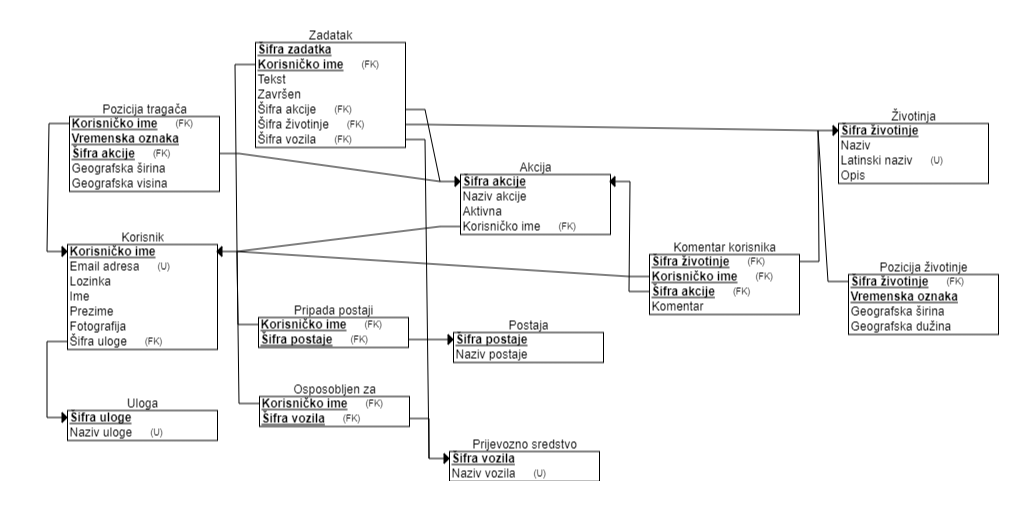 Zadatak
Šifra zadatka
Korisničko ime (FK)
Tekst
Završen
Šifra akcije (FK)
Šifra životinje (FK)
Šifra vozila (FK)
Pozicija tragača
Korisničko ime (FK)
Vremenska oznaka
Šifra akcije (FK)
Geografska širina
Geografska visina
Životinja
Šifra životinje
Naziv
Latinski naziv (U)
Opis
Akcija
Šifra akcije
Naziv akcije
Aktivna
Korisničko ime (FK)
Korisnik
Korisničko ime
Email adresa (U)
Lozinka
Ime
Prezime
Fotografija
Šifra uloge (FK)
Komentar korisnika
Šifra životinje (FK)
Korisničko ime (FK)
Šifra akcije (FK)
Komentar
Pozicija životinje
Šifra životinje (FK)
Vremenska oznaka
Geografska širina
Geografska dužina
Pripada postaji
Korisničko ime (FK)
Šifra postaje (FK)
Postaja
Šifra postaje
Naziv postaje
Osposobljen za
Korisničko ime (FK)
Šifra vozila (FK)
Uloga
Šifra uloge
Naziv uloge (U)
Prijevozno sredstvo
Šifra vozila
Naziv vozila (U)